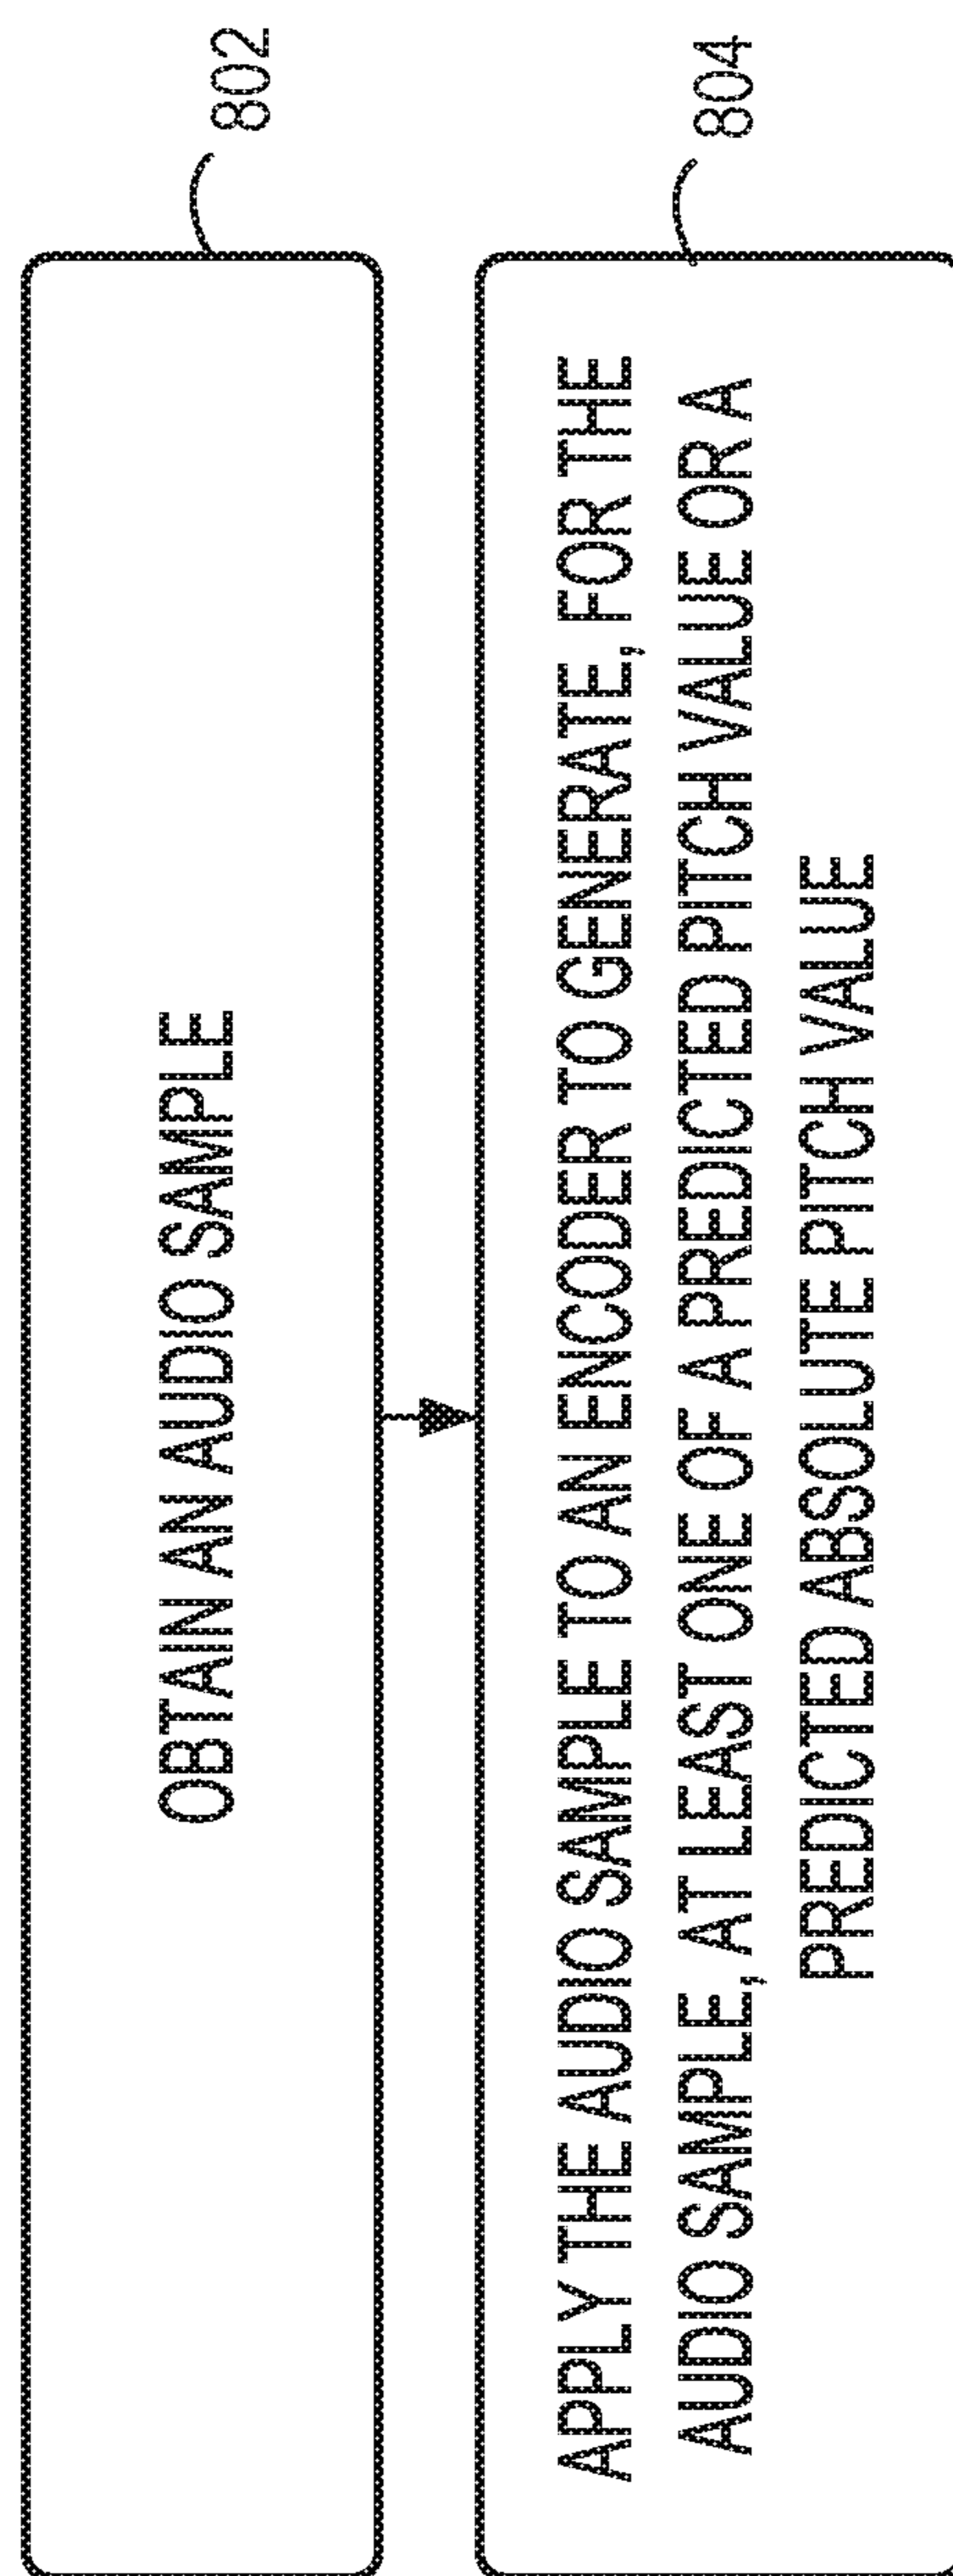 OBTAIN AN AUDIO SAMPLE
802
APPLY THE AUDIO SAMPLE TO AN ENCODER TO GENERATE, FOR THE
AUDIO SAMPLE, AT LEAST ONE OF A PREDICTED PITCH VALUE OR A
PREDICTED ABSOLUTE PITCH VALUE
804